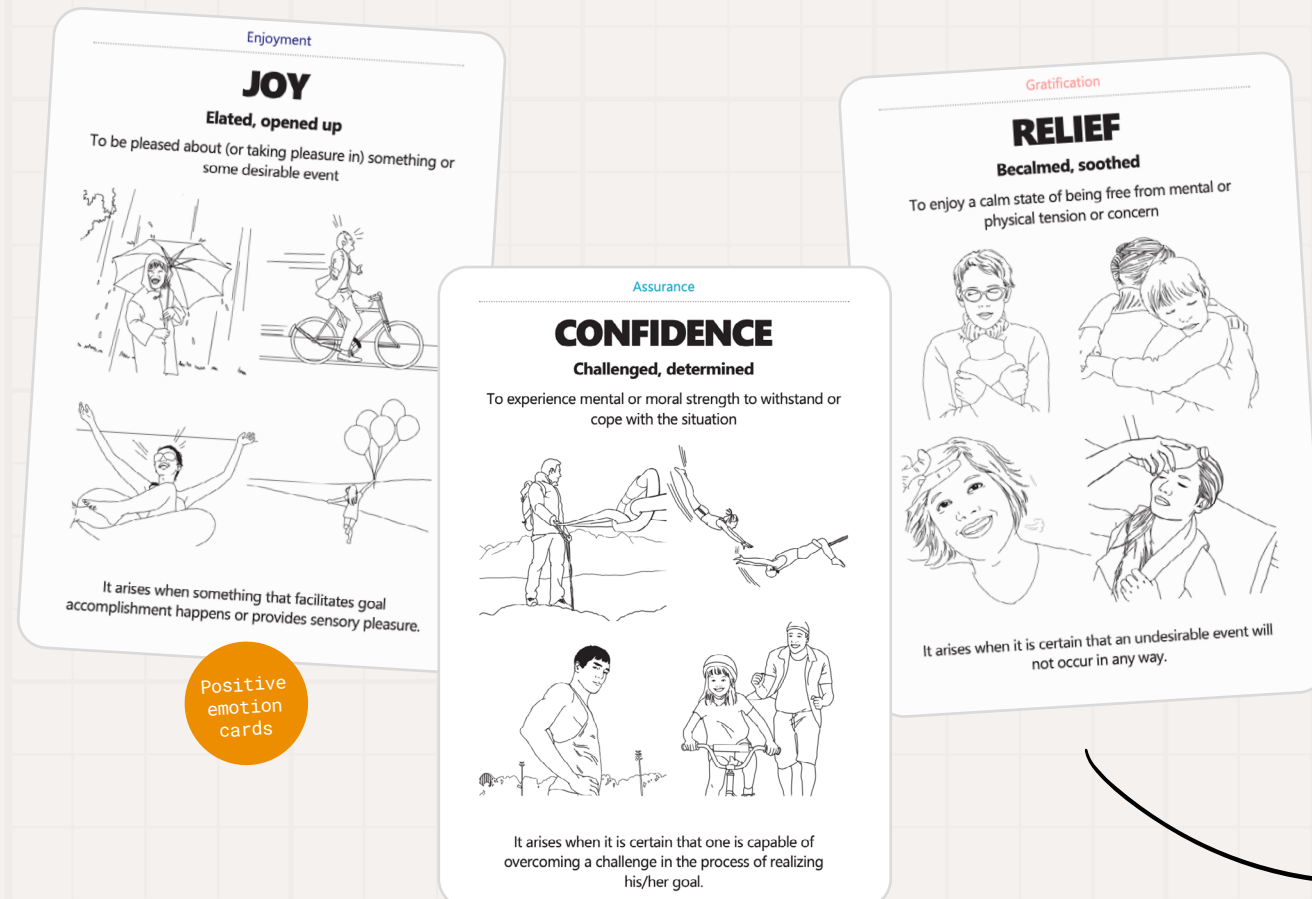 Enjoyment
JOY
Elated, opened up
To be pleased about (or taking pleasure in) something or
some desirable event
It arises when something that facilitates goal
accomplishment happens or provides sensory pleasure.
Positive
emotion
cards
Assurance
CONFIDENCE
Challenged, determined
To experience mental or moral strength to withstand or
cope with the situation
It arises when it is certain that one is capable of
overcoming a challenge in the process of realizing
his/her goal.
Gratification
RELIEF
Becalmed, soothed
To enjoy a calm state of being free from mental or
physical tension or concern
It arises when it is certain that an undesirable event will
not occur in any way.